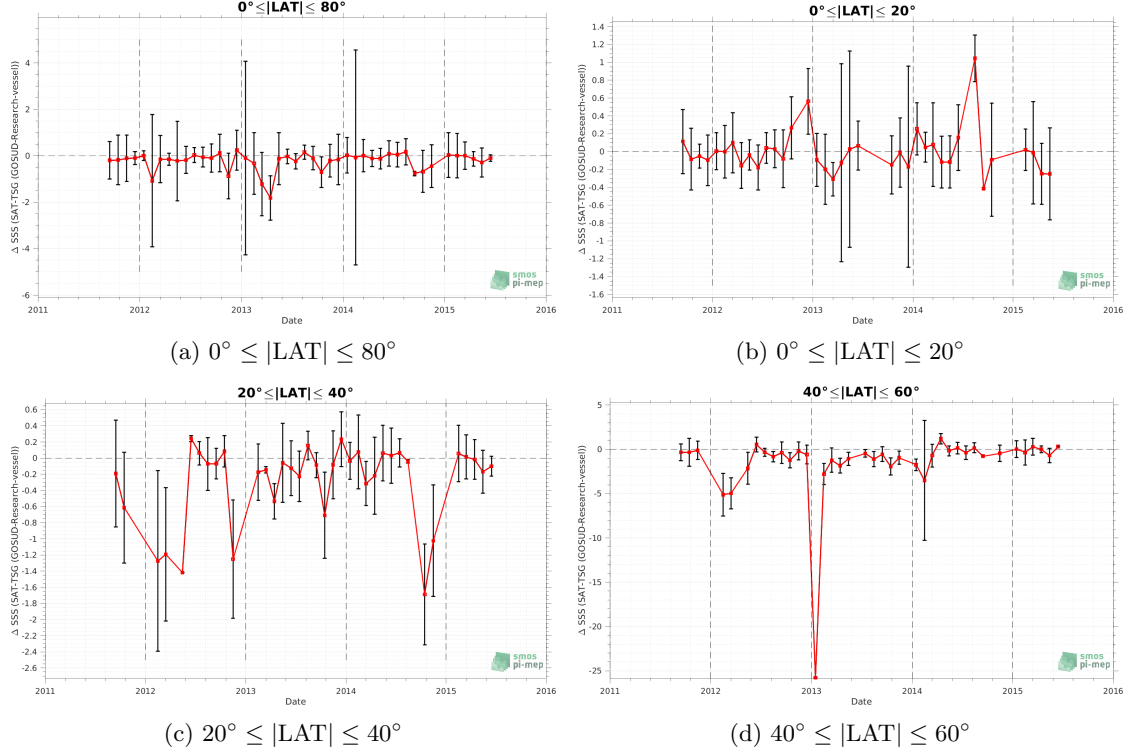 0°≤|LAT|≤ 80°
Δ SSS (SAT-TSG (GOSUD-Research-vessel))
4
2
0
-2
-4
-6
2011 2012 2013 2014 2015 2016
Date
smos
pi-mep
(a) 0° ≤ |LAT| ≤ 80°
0°≤|LAT|≤ 20°
Δ SSS (SAT-TSG (GOSUD-Research-vessel))
1.4
1.2
1
0.8
0.6
0.4
0.2
0
-0.2
-0.4
-0.6
-0.8
-1
-1.2
-1.4
-1.6
2011 2012 2013 2014 2015 2016
Date
smos
pi-mep
(b) 0° ≤ |LAT| ≤ 20°
20°≤|LAT|≤ 40°
Δ SSS (SAT-TSG (GOSUD-Research-vessel))
0.6
0.4
0.2
0
-0.2
-0.4
-0.6
-0.8
-1
-1.2
-1.4
-1.6
-1.8
-2
-2.2
-2.4
-2.6
2011 2012 2013 2014 2015 2016
Date
smos
pi-mep
(c) 20° ≤ |LAT| ≤ 40°
40°≤|LAT|≤ 60°
Δ SSS (SAT-TSG (GOSUD-Research-vessel))
5
0
-5
-10
-15
-20
-25
2011 2012 2013 2014 2015 2016
Date
smos
pi-mep
(d) 40° ≤ |LAT| ≤ 60°